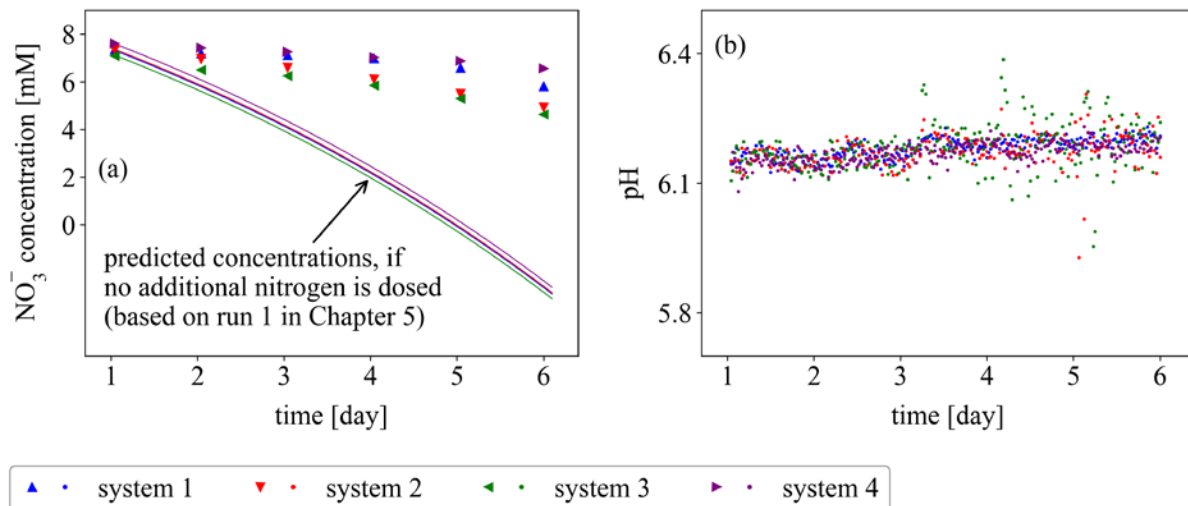 8
6
4
2
0
NO₃⁻ concentration [mM]
(a)
predicted concentrations, if
no additional nitrogen is dosed
(based on run 1 in Chapter 5)
1 2 3 4 5 6
time [day]
(b)
6.4
6.1
5.8
pH
1 2 3 4 5 6
time [day]
system 1 system 2 system 3 system 4